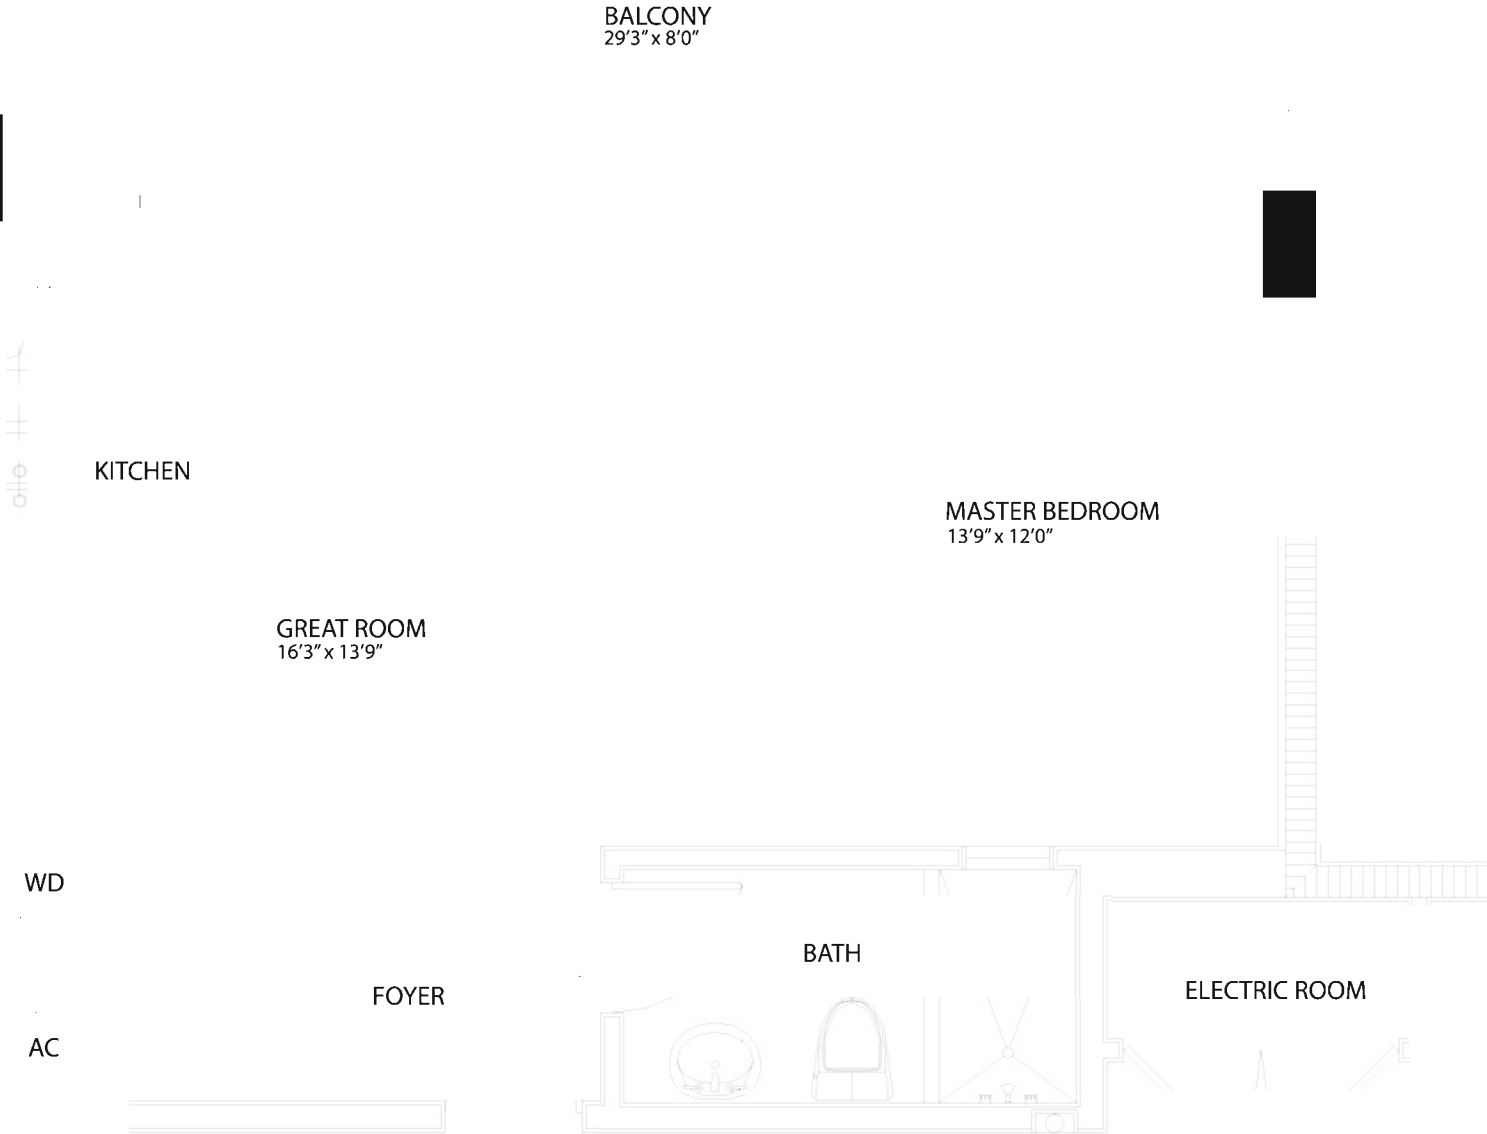 BALCONY
29'3" x 8'0"
KITCHEN
MASTER BEDROOM
13'9" x 12'0"
GREAT ROOM
16'3" x 13'9"
WD
BATH
ELECTRIC ROOM
FOYER
AC